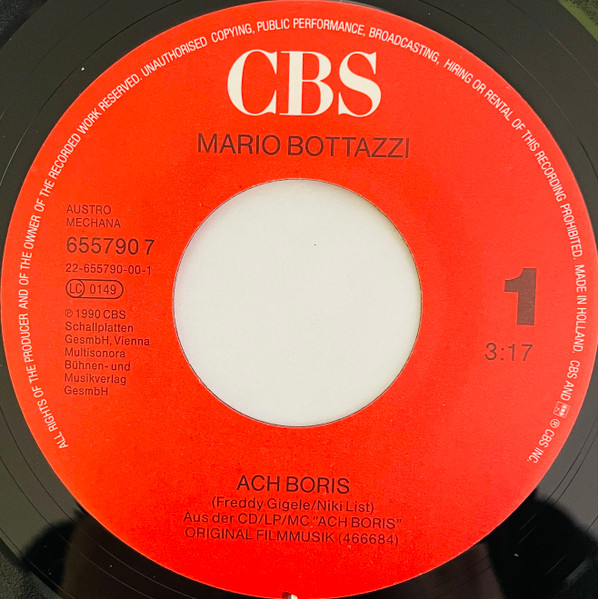 ALL RIGHTS OF THE PRODUCER AND OF THE OWNER OF THE RECORDED WORK RESERVED. UNAUTHORISED COPYING, PUBLIC PERFORMANCE, BROADCASTING, HIRING OR RENTAL OF THIS RECORDING PROHIBITED. MADE IN HOLLAND. CBS AND ® CBS INC.
CBS
MARIO BOTTAZZI
AUSTRO
MECHANA
655790 7
22-655790-00-1
LC 0149
℗ 1990 CBS
Schallplatten
GesmbH, Vienna
Multisonora
Bühnen- und
Musikverlag
GesmbH
1
3:17
ACH BORIS
(Freddy Gigele/Niki List)
Aus der CD/LP/MC "ACH BORIS"
ORIGINAL FILMMUSIK (466684)